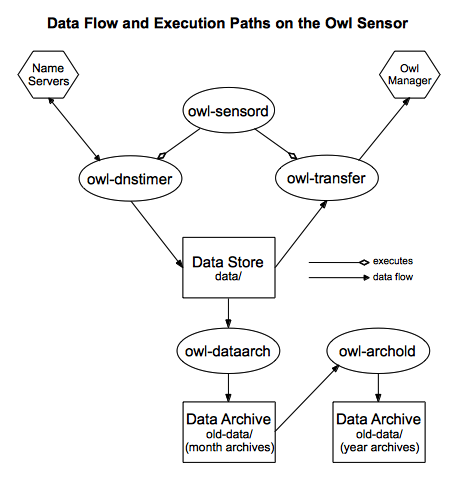 Data Flow and Execution Paths on the Owl Sensor
Name
Servers
Owl
Manager
owl-sensord
owl-dnstimer
owl-transfer
Data Store
data/
executes
data flow
owl-dataarch
owl-archold
Data Archive
old-data/
(month archives)
Data Archive
old-data/
(year archives)